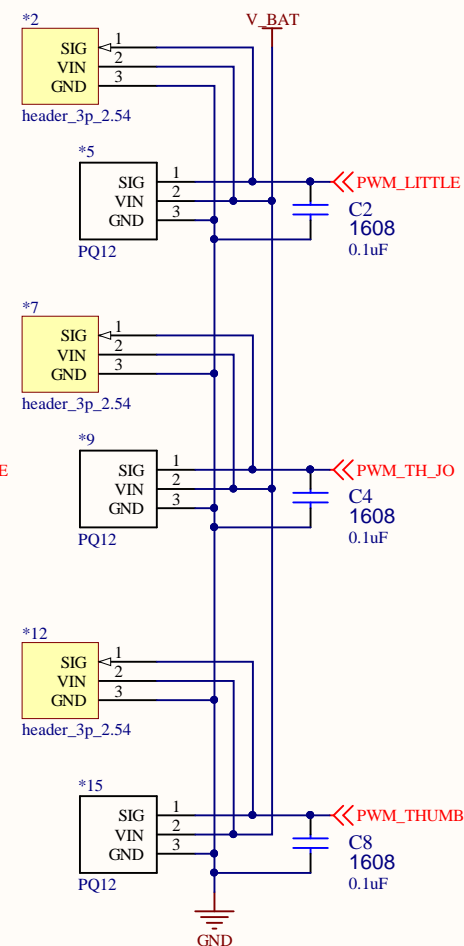 *2
V_BAT
SIG 1
VIN 2
GND 3
header_3p_2.54
*5
SIG 1
VIN 2
GND 3
PQ12
PWM_LITTLE
C2
1608
0.1uF
*7
SIG 1
VIN 2
GND 3
header_3p_2.54
*9
E
SIG 1
VIN 2
GND 3
PQ12
PWM_TH_JO
C4
1608
0.1uF
*12
SIG 1
VIN 2
GND 3
header_3p_2.54
*15
SIG 1
VIN 2
GND 3
PQ12
PWM_THUMB
C8
1608
0.1uF
GND